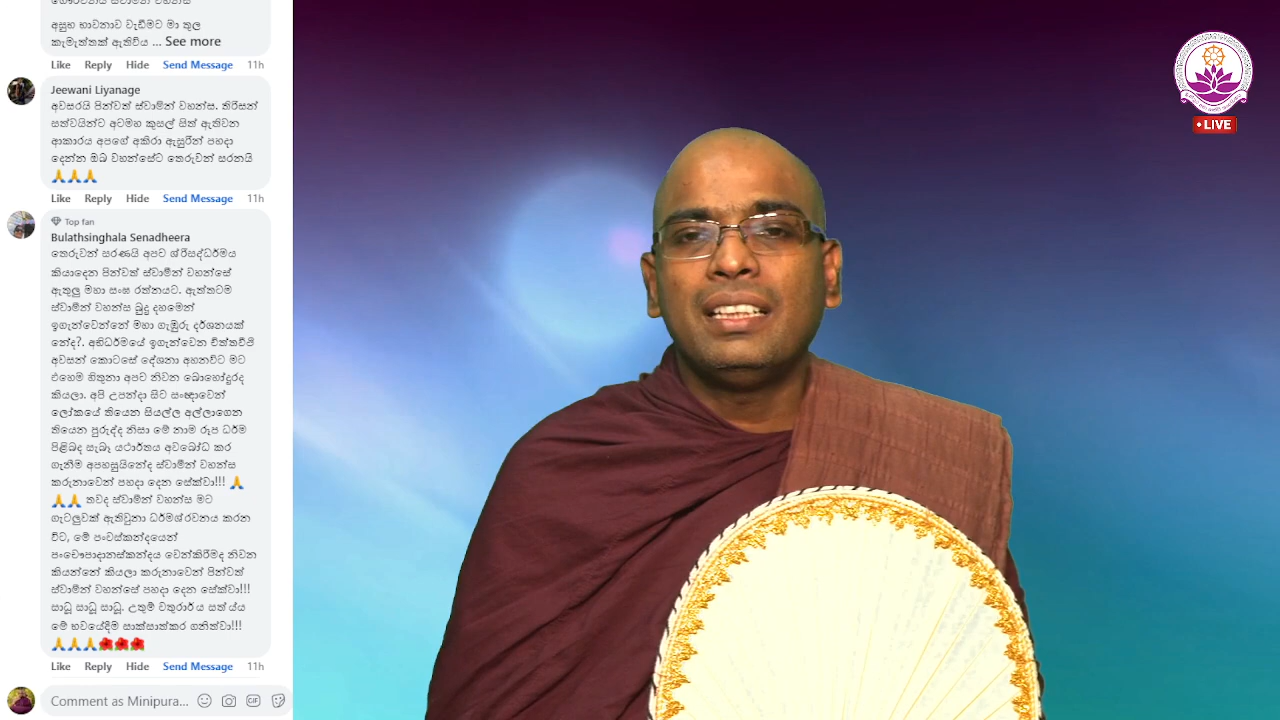 අසුභ භාවනාව වැඩීමට මා තුල
කැමැත්තක් ඇතිවිය ... See more
Like Reply Hide Send Message 11h
Jeewani Liyanage
අවසරයි පින්වත් ස්වාමින් වහන්ස. තිරිසන්
සත්වයින්ට අටමහ කුසල් සිත් ඇතිවන
ආකාරය අපගේ අකිරා ඇසුරින් පහදා
දෙන්න ඔබ වහන්සේට තෙරුවන් සරනයි
🙏🙏🙏
Like Reply Hide Send Message 11h
Top fan
Bulathsinghala Senadheera
තෙරුවන් සරණයි අපට ශ්‍රීසද්ධර්මය
කියාදෙන පින්වත් ස්වාමින් වහන්සේ
ඇතුලු මහා සංඝ රත්නයට. ඇත්තටම
ස්වාමින් වහන්ස බුදු දහමෙන්
ඉගැන්වෙන්නේ මහා ගැඹුරු දර්ශනයක්
නේද?. අභිධර්මයේ ඉගැන්වෙන චිත්තවීජි
අවසන් කොටසේ දේශනා අහනවිට මට
එහෙම හිතුනා අපට නිවන බොහෝදුරද
කියලා. අපි උපන්දා සිට සංඥාවෙන්
ලෝකයේ තියෙන සියල්ල අල්ලාගෙන
තියෙන පුරුද්ද නිසා මේ නාම රූප ධර්ම
පිළිබද සැබෑ යථාර්තය අවබෝධ කර
ගැනීම අපහසුයිනේද ස්වාමින් වහන්ස
කරුනාවෙන් පහදා දෙන සේක්වා!!! 🙏
🙏🙏 තවද ස්වාමින් වහන්ස මට
ගැටලුවක් ඇතිවුනා ධර්මශ්‍රවනය කරන
විට, මේ පංචස්කන්දයෙන්
පංචෞපාදානස්කන්දය වෙන්කිරීමද නිවන
කියන්නේ කියලා කරුනාවෙන් පින්වත්
ස්වාමින් වහන්සේ පහදා දෙන සේක්වා!!!
සාධූ සාධූ සාධූ. උතුම් චතුරාර්ය සත්‍ය්ය
මේ භවයේදීම සාක්සාත්කර ගනිත්වා!!!
🙏🙏🙏🌺🌺🌺
Like Reply Hide Send Message 11h
Comment as Minipura...
GIF
LIVE